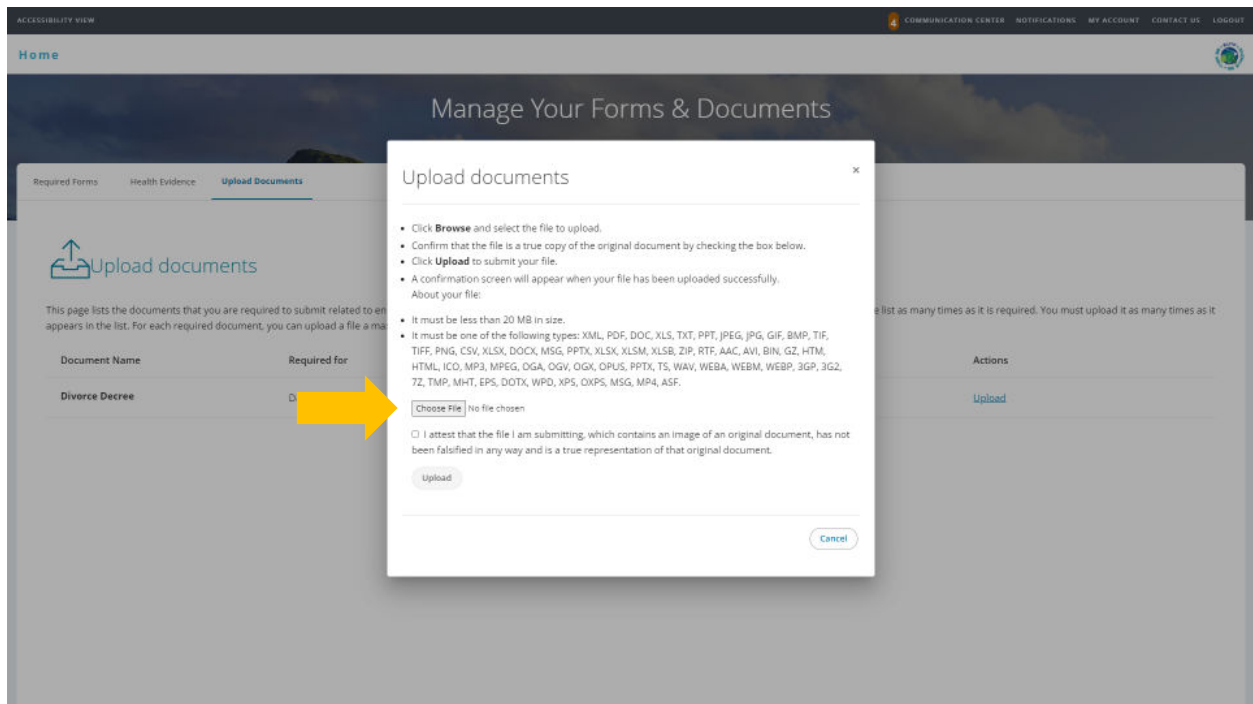 ACCESSIBILITY VIEW
4 COMMUNICATION CENTER NOTIFICATIONS MY ACCOUNT CONTACT US LOGOUT
Home
Manage Your Forms & Documents
Required Forms Health Evidence Upload Documents
Upload documents
This page lists the documents that you are required to submit related to en
e list as many times as it is required. You must upload it as many times as it
appears in the list. For each required document, you can upload a file a ma
Document Name Required for Actions
Divorce Decree D Upload
Upload documents ×
• Click Browse and select the file to upload.
• Confirm that the file is a true copy of the original document by checking the box below.
• Click Upload to submit your file.
• A confirmation screen will appear when your file has been uploaded successfully.
About your file:
• It must be less than 20 MB in size.
• It must be one of the following types: XML, PDF, DOC, XLS, TXT, PPT, JPEG, JPG, GIF, BMP, TIF,
TIFF, PNG, CSV, XLSX, DOCX, MSG, PPTX, XLSX, XLSM, XLSB, ZIP, RTF, AAC, AVI, BIN, GZ, HTM,
HTML, ICO, MP3, MPEG, OGA, OGV, OGX, OPUS, PPTX, TS, WAV, WEBA, WEBM, WEBP, 3GP, 3G2,
7Z, TMP, MHT, EPS, DOTX, WPD, XPS, OXPS, MSG, MP4, ASF.
Choose File No file chosen
I attest that the file I am submitting, which contains an image of an original document, has not
been falsified in any way and is a true representation of that original document.
Upload
Cancel